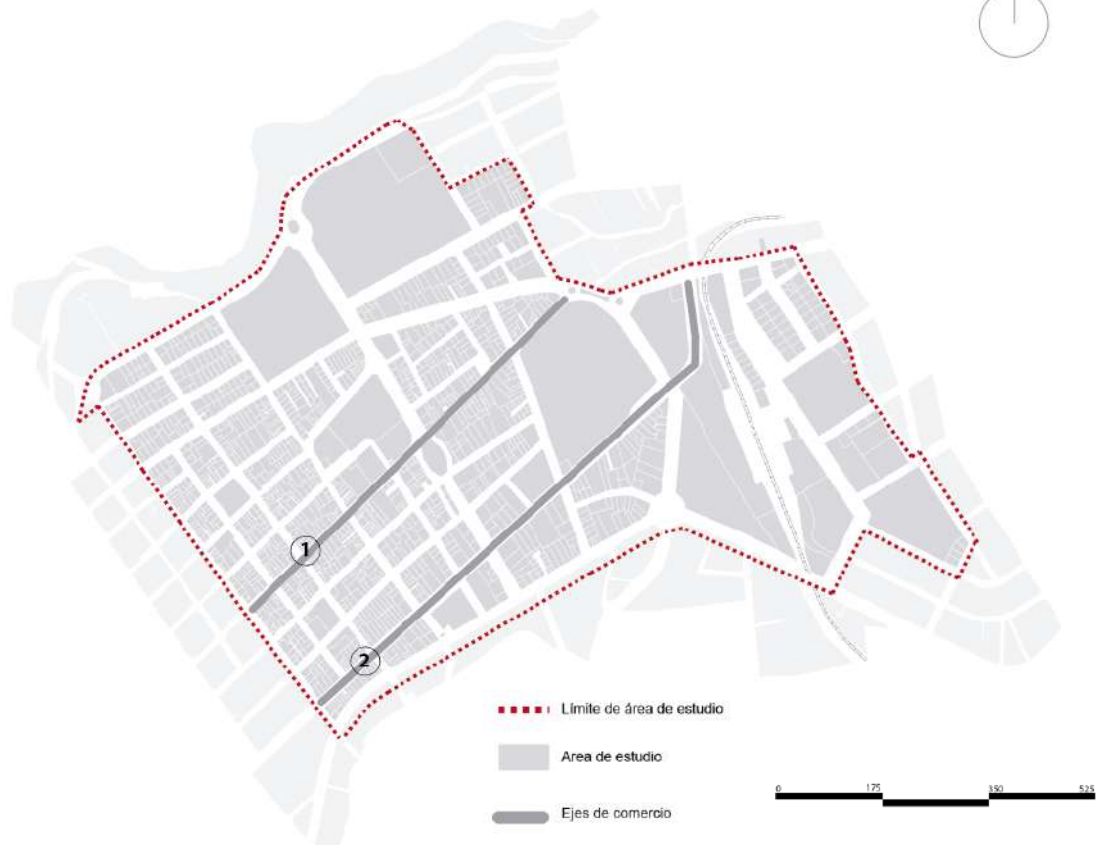 1
2
Límite de área de estudio
Area de estudio
Ejes de comercio
0 175 350 525